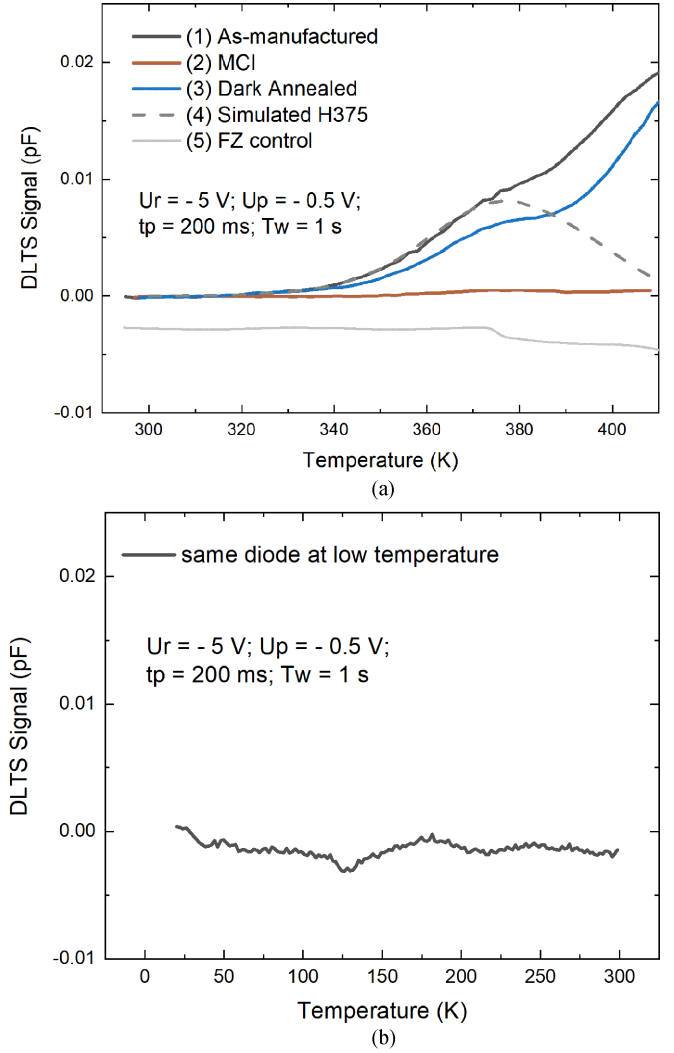 0.02
0.01
0.00
-0.01
DLTS Signal (pF)
(1) As-manufactured
(2) MCI
(3) Dark Annealed
(4) Simulated H375
(5) FZ control
Ur = - 5 V; Up = - 0.5 V;
tp = 200 ms; Tw = 1 s
300 320 340 360 380 400
Temperature (K)
(a)
0.02
0.01
0.00
-0.01
DLTS Signal (pF)
same diode at low temperature
Ur = - 5 V; Up = - 0.5 V;
tp = 200 ms; Tw = 1 s
0 50 100 150 200 250 300
Temperature (K)
(b)